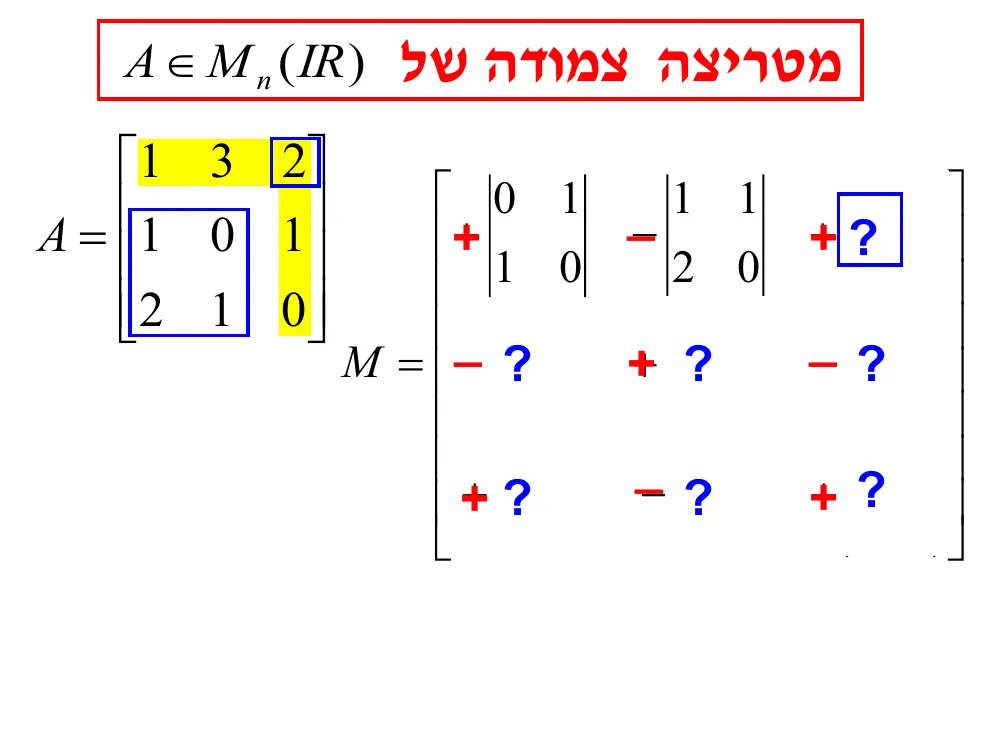 מטריצה צמודה של A ∈ M_n (IR)
A = [ 1 3 2
1 0 1
2 1 0 ]
M = [ + |0 1| − |1 1| + ?
|1 0| |2 0|
− ? + ? − ?
+ ? − ? + ? ]